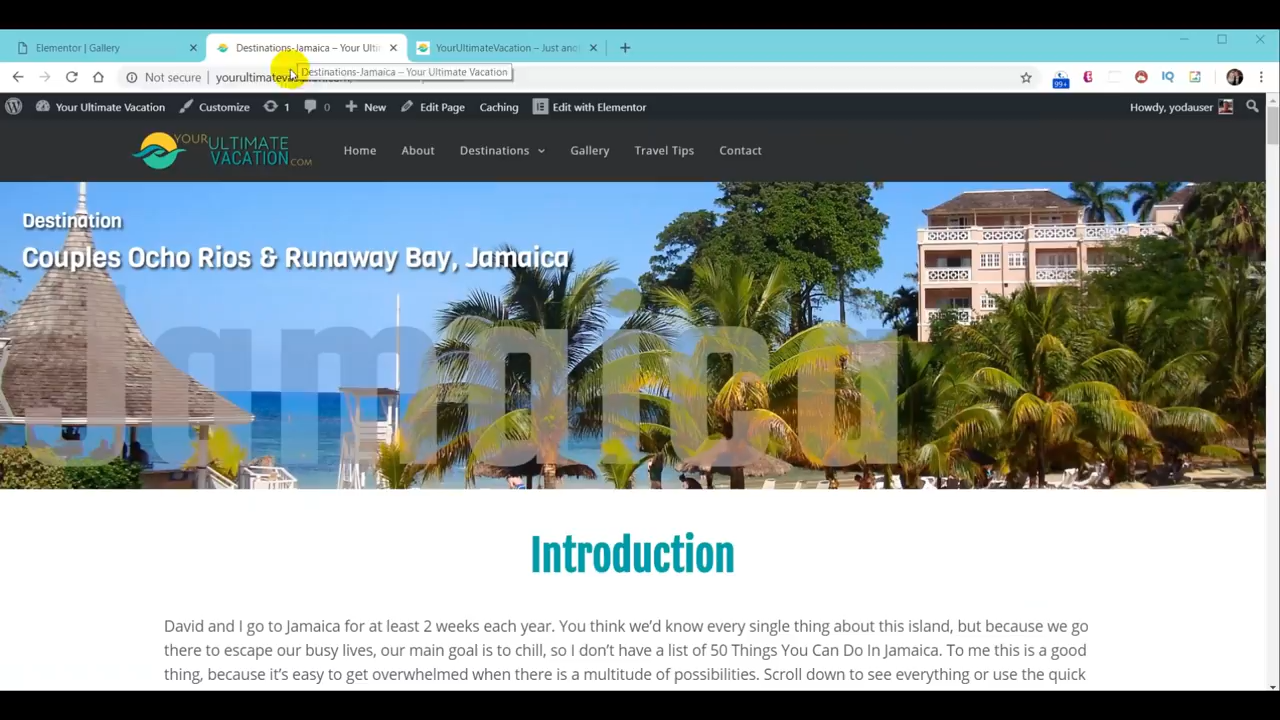 Elementor | Gallery
Destinations-Jamaica – Your Ulti
YourUltimateVacation – Just ano
Not secure
Destinations-Jamaica – Your Ultimate Vacation
99+
IQ
Your Ultimate Vacation
Customize
1
0
New
Edit Page
Caching
Edit with Elementor
Howdy, yodauser
YOUR ULTIMATE
VACATION.COM
Home
About
Destinations
Gallery
Travel Tips
Contact
Destination
Couples Ocho Rios & Runaway Bay, Jamaica
Jamaica
Introduction
David and I go to Jamaica for at least 2 weeks each year. You think we'd know every single thing about this island, but because we go
there to escape our busy lives, our main goal is to chill, so I don't have a list of 50 Things You Can Do In Jamaica. To me this is a good
thing, because it's easy to get overwhelmed when there is a multitude of possibilities. Scroll down to see everything or use the quick